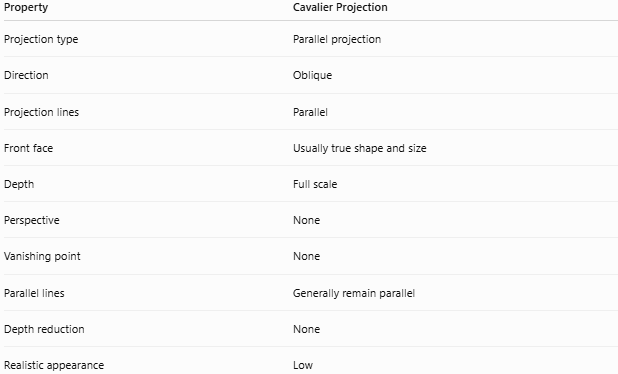 Property Cavalier Projection
Projection type Parallel projection
Direction Oblique
Projection lines Parallel
Front face Usually true shape and size
Depth Full scale
Perspective None
Vanishing point None
Parallel lines Generally remain parallel
Depth reduction None
Realistic appearance Low